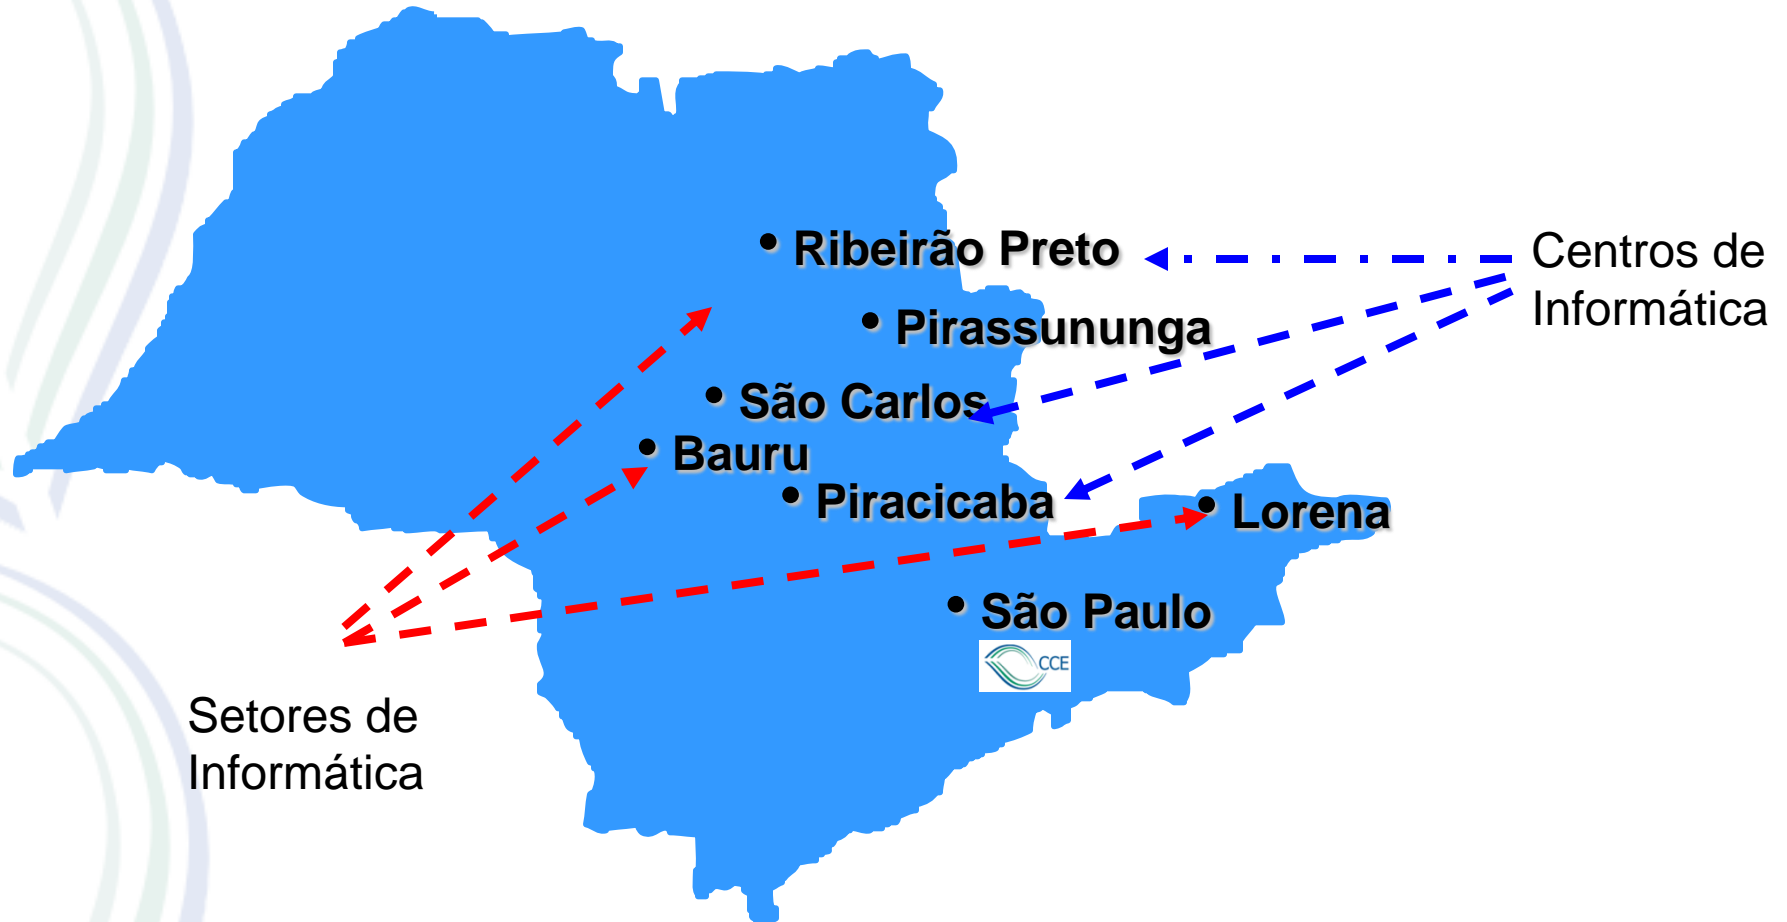 • Ribeirão Preto
Centros de
Informática
• Pirassununga
• São Carlos
• Bauru
• Piracicaba
• Lorena
• São Paulo
CCE
Setores de
Informática